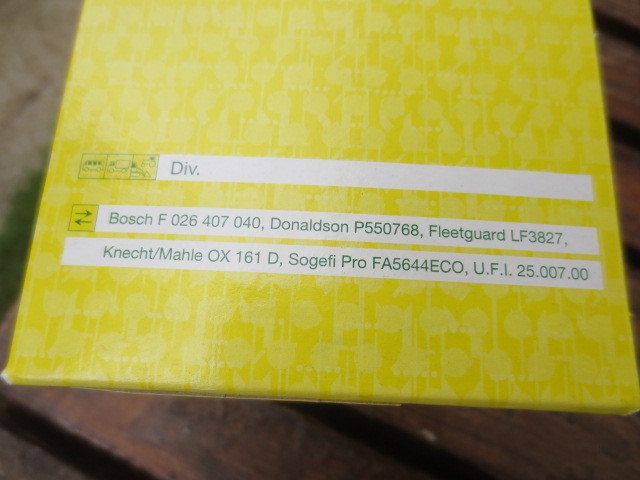 Div.
Bosch F 026 407 040, Donaldson P550768, Fleetguard LF3827,
Knecht/Mahle OX 161 D, Sogefi Pro FA5644ECO, U.F.I. 25.007.00